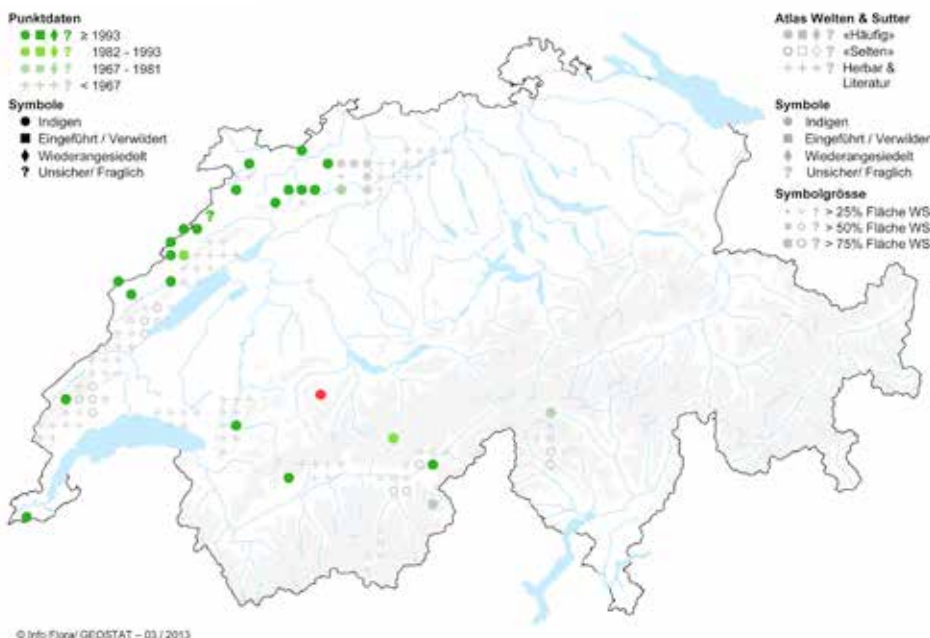 Punktdaten
≥ 1993
1982 - 1993
1967 - 1981
< 1967
Symbole
Indigen
Eingeführt / Verwildert
Wiederangesiedelt
? Unsicher/ Fraglich
?
Atlas Welten & Sutter
? «Häufig»
? «Selten»
? Herbar &
Literatur
Symbole
Indigen
Eingeführt / Verwildert
Wiederangesiedelt
? Unsicher/ Fraglich
Symbolgrösse
? > 25% Fläche WS
? > 50% Fläche WS
? > 75% Fläche WS
© Info Flora/ GEOSTAT – 03 / 2013